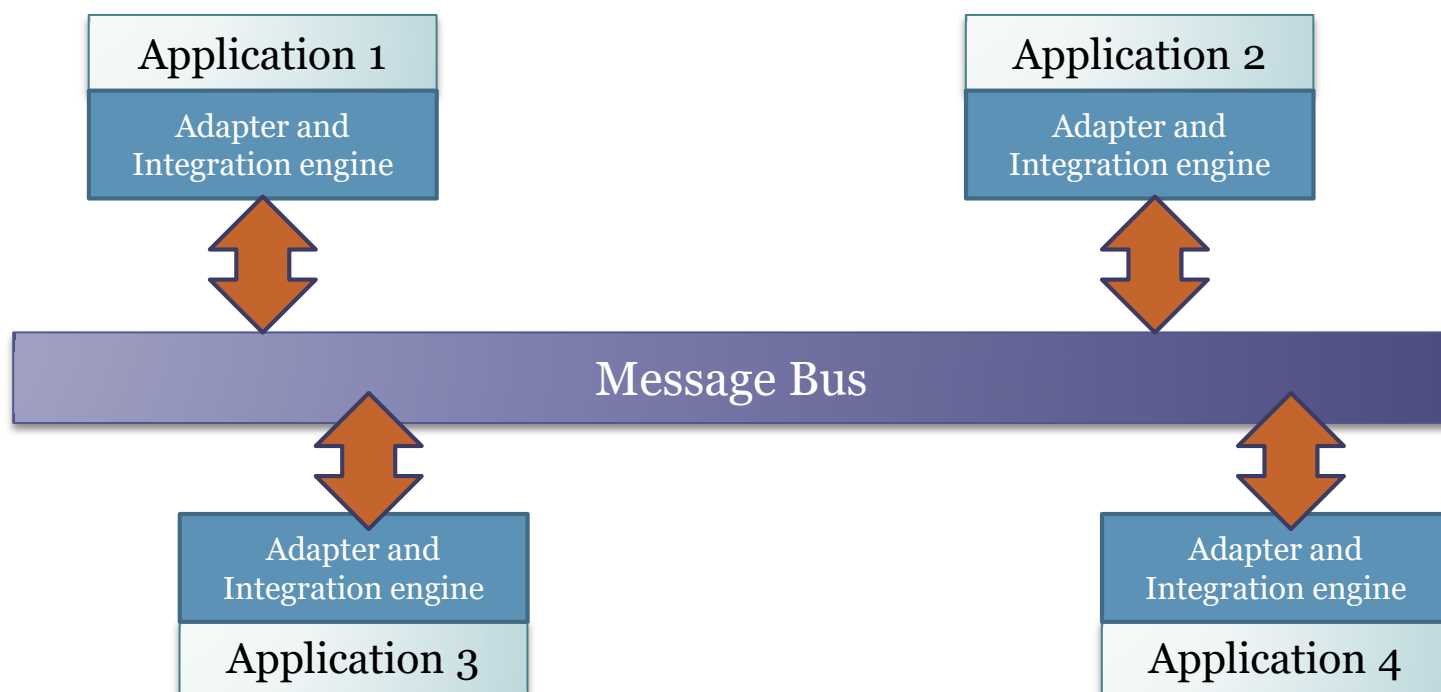 Application 1
Adapter and
Integration engine
Application 2
Adapter and
Integration engine
Message Bus
Adapter and
Integration engine
Application 3
Adapter and
Integration engine
Application 4